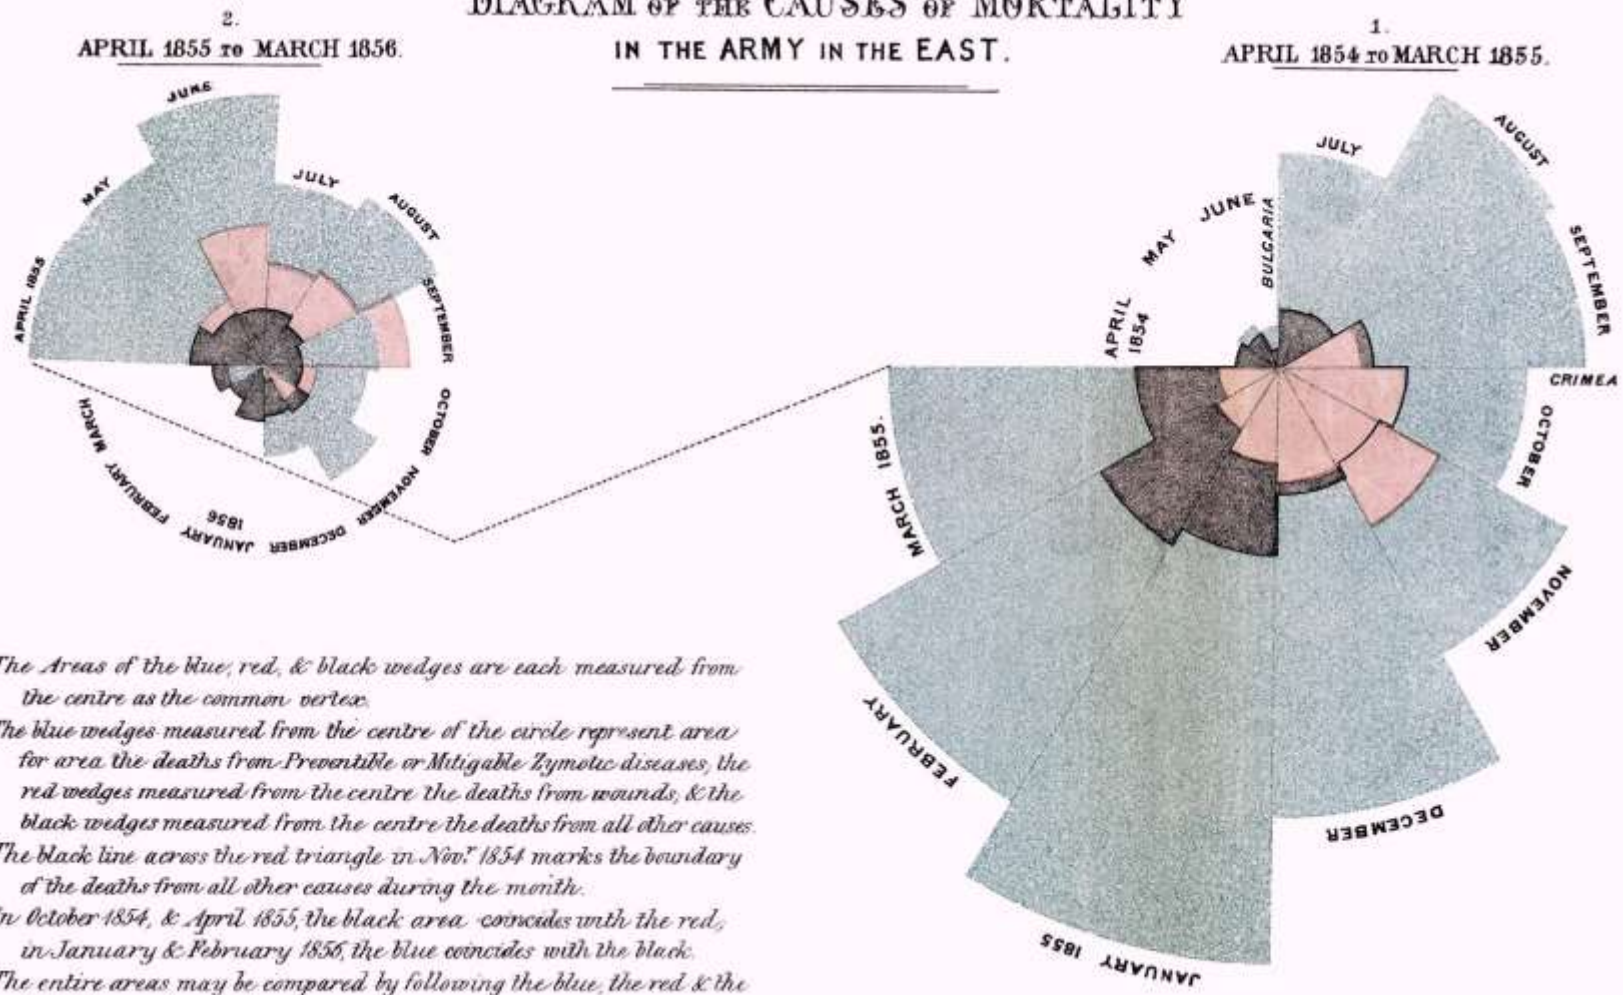 DIAGRAM OF THE CAUSES OF MORTALITY
IN THE ARMY IN THE EAST.
2.
APRIL 1855 TO MARCH 1856.
1.
APRIL 1854 TO MARCH 1855.
APRIL 1855
MAY
JUNE
JULY
AUGUST
SEPTEMBER
OCTOBER
NOVEMBER
DECEMBER
JANUARY
1856
FEBRUARY
MARCH
APRIL
1854
MAY
JUNE
BULGARIA
JULY
AUGUST
SEPTEMBER
CRIMEA
OCTOBER
NOVEMBER
DECEMBER
JANUARY 1855
FEBRUARY
MARCH 1855.
The Areas of the blue, red, & black wedges are each measured from
the centre as the common vertex.
The blue wedges measured from the centre of the circle represent area
for area the deaths from Preventible or Mitigable Zymotic diseases; the
red wedges measured from the centre the deaths from wounds; & the
black wedges measured from the centre the deaths from all other causes.
The black line across the red triangle in Nov.r 1854 marks the boundary
of the deaths from all other causes during the month.
In October 1854, & April 1855, the black area coincides with the red;
in January & February 1856, the blue coincides with the black.
The entire areas may be compared by following the blue, the red & the